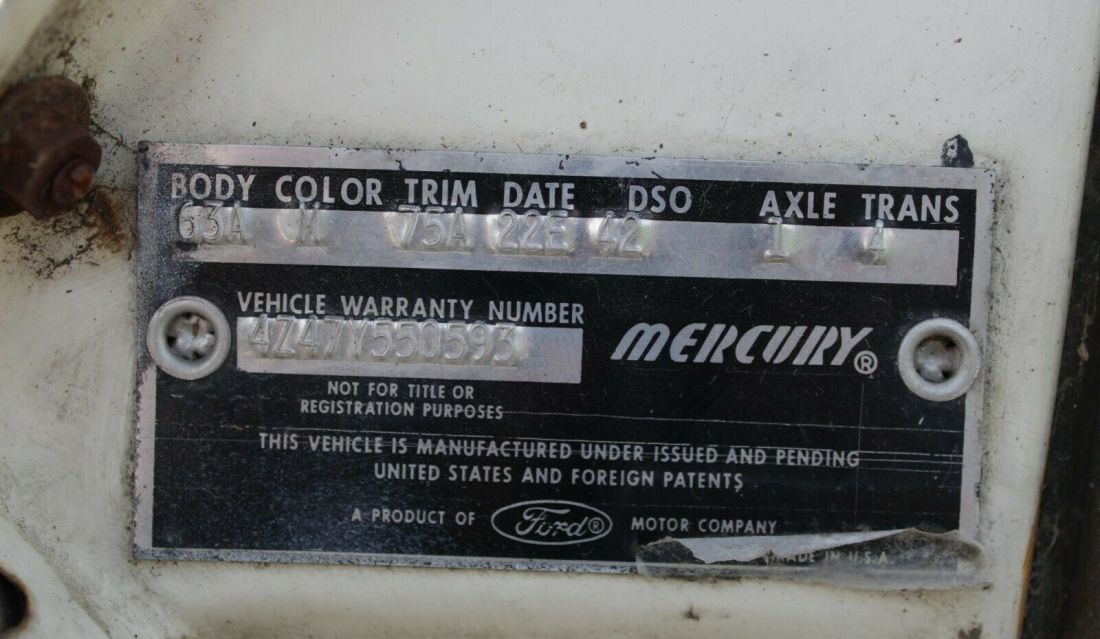 BODY COLOR TRIM DATE DSO AXLE TRANS
63A M 75A 22E 42 1 4
VEHICLE WARRANTY NUMBER
4Z47Y550593
MERCURY®
NOT FOR TITLE OR
REGISTRATION PURPOSES
THIS VEHICLE IS MANUFACTURED UNDER ISSUED AND PENDING
UNITED STATES AND FOREIGN PATENTS
A PRODUCT OF Ford® MOTOR COMPANY
MADE IN U.S.A.